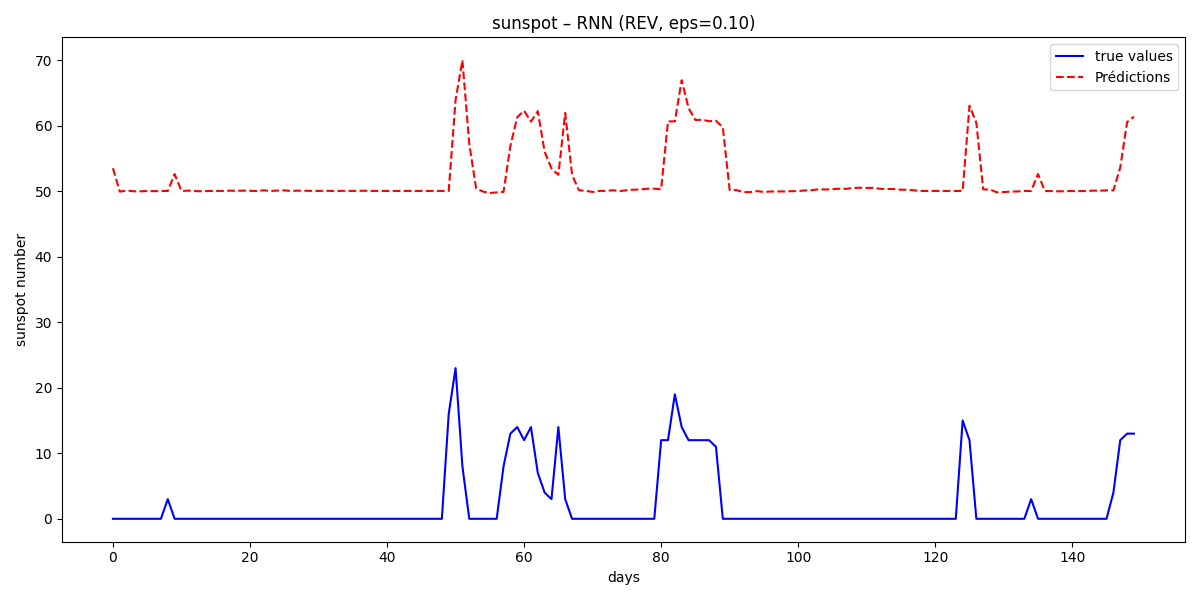 sunspot – RNN (REV, eps=0.10)
true values
Prédictions
sunspot number
70
60
50
40
30
20
10
0
0 20 40 60 80 100 120 140
days